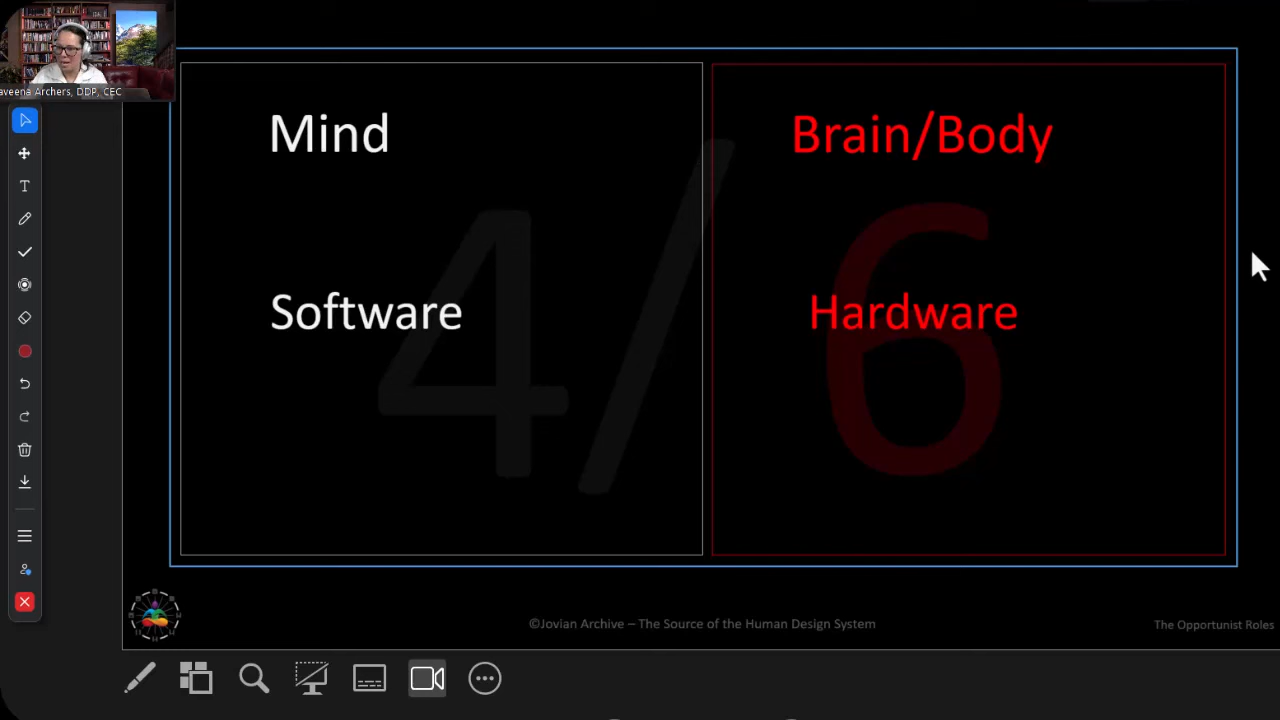 aveena Archers, DDP, CEC
Mind
Brain/Body
4/6
Software
Hardware
T
©Jovian Archive – The Source of the Human Design System
The Opportunist Roles